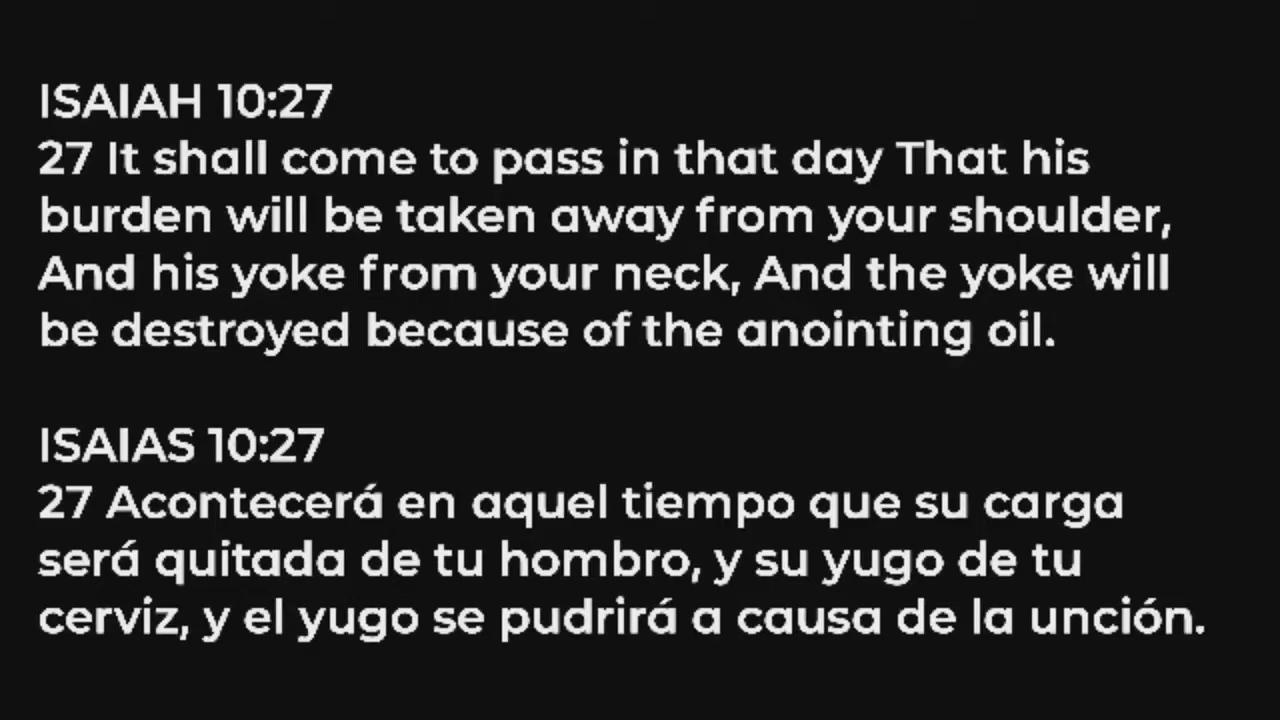 ISAIAH 10:27
27 It shall come to pass in that day That his
burden will be taken away from your shoulder,
And his yoke from your neck, And the yoke will
be destroyed because of the anointing oil.
ISAIAS 10:27
27 Acontecerá en aquel tiempo que su carga
será quitada de tu hombro, y su yugo de tu
cerviz, y el yugo se pudrirá a causa de la unción.